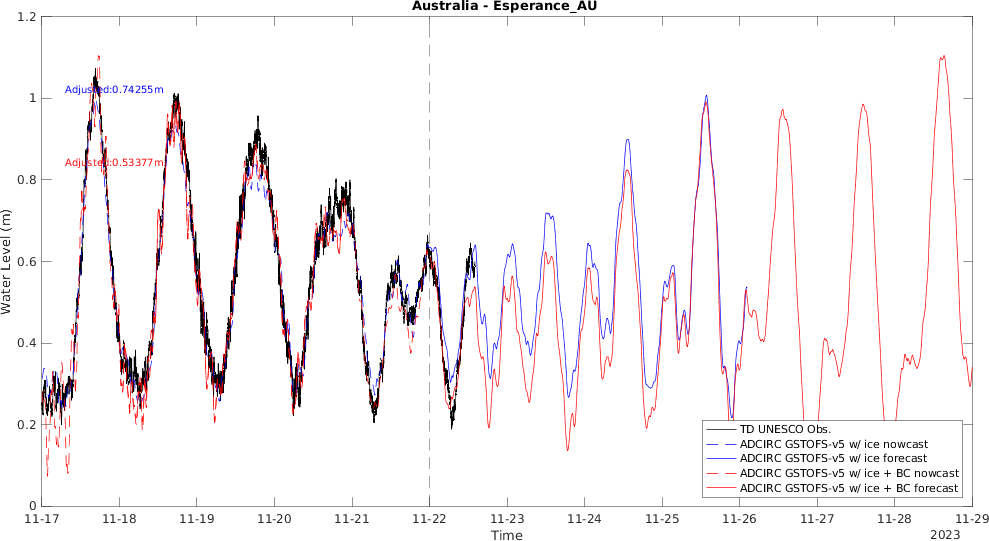 Australia - Esperance_AU
1.2
1
0.8
0.6
0.4
0.2
0
Water Level (m)
Adjusted:0.74255m
Adjusted:0.53377m
TD UNESCO Obs.
ADCIRC GSTOFS-v5 w/ ice nowcast
ADCIRC GSTOFS-v5 w/ ice forecast
ADCIRC GSTOFS-v5 w/ ice + BC nowcast
ADCIRC GSTOFS-v5 w/ ice + BC forecast
11-17 11-18 11-19 11-20 11-21 11-22 11-23 11-24 11-25 11-26 11-27 11-28 11-29
Time
2023